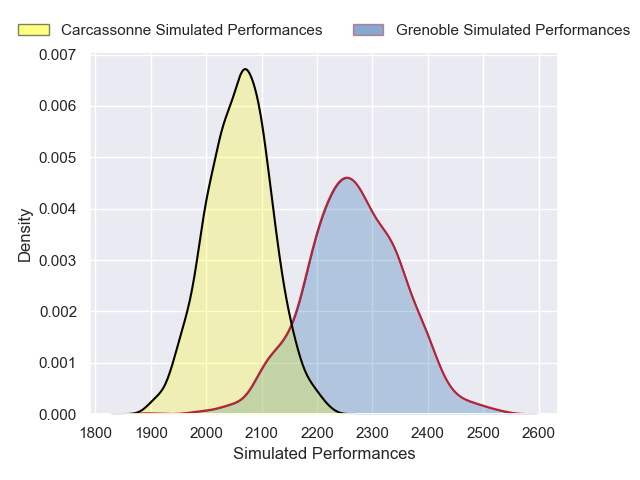 Carcassonne Simulated Performances Grenoble Simulated Performances
0.007
0.006
0.005
0.004
0.003
0.002
0.001
0.000
Density
1800 1900 2000 2100 2200 2300 2400 2500 2600
Simulated Performances